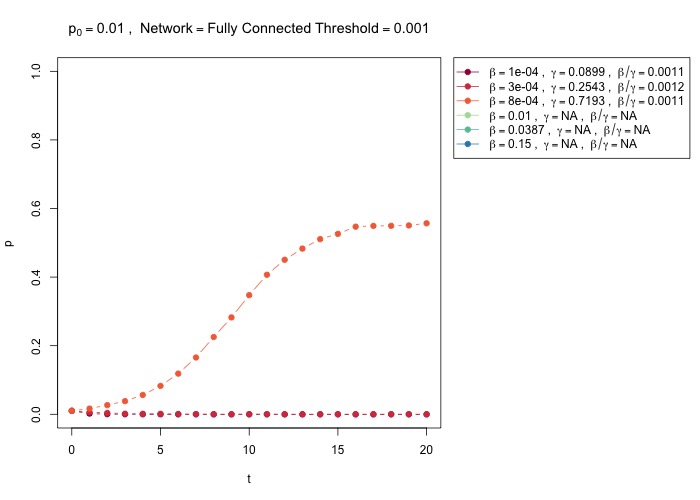 p0 = 0.01 , Network = Fully Connected Threshold = 0.001
β = 1e-04 , γ = 0.0899 , β/γ = 0.0011
β = 3e-04 , γ = 0.2543 , β/γ = 0.0012
β = 8e-04 , γ = 0.7193 , β/γ = 0.0011
β = 0.01 , γ = NA , β/γ = NA
β = 0.0387 , γ = NA , β/γ = NA
β = 0.15 , γ = NA , β/γ = NA
1.0
0.8
0.6
p
0.4
0.2
0.0
0 5 10 15 20
t